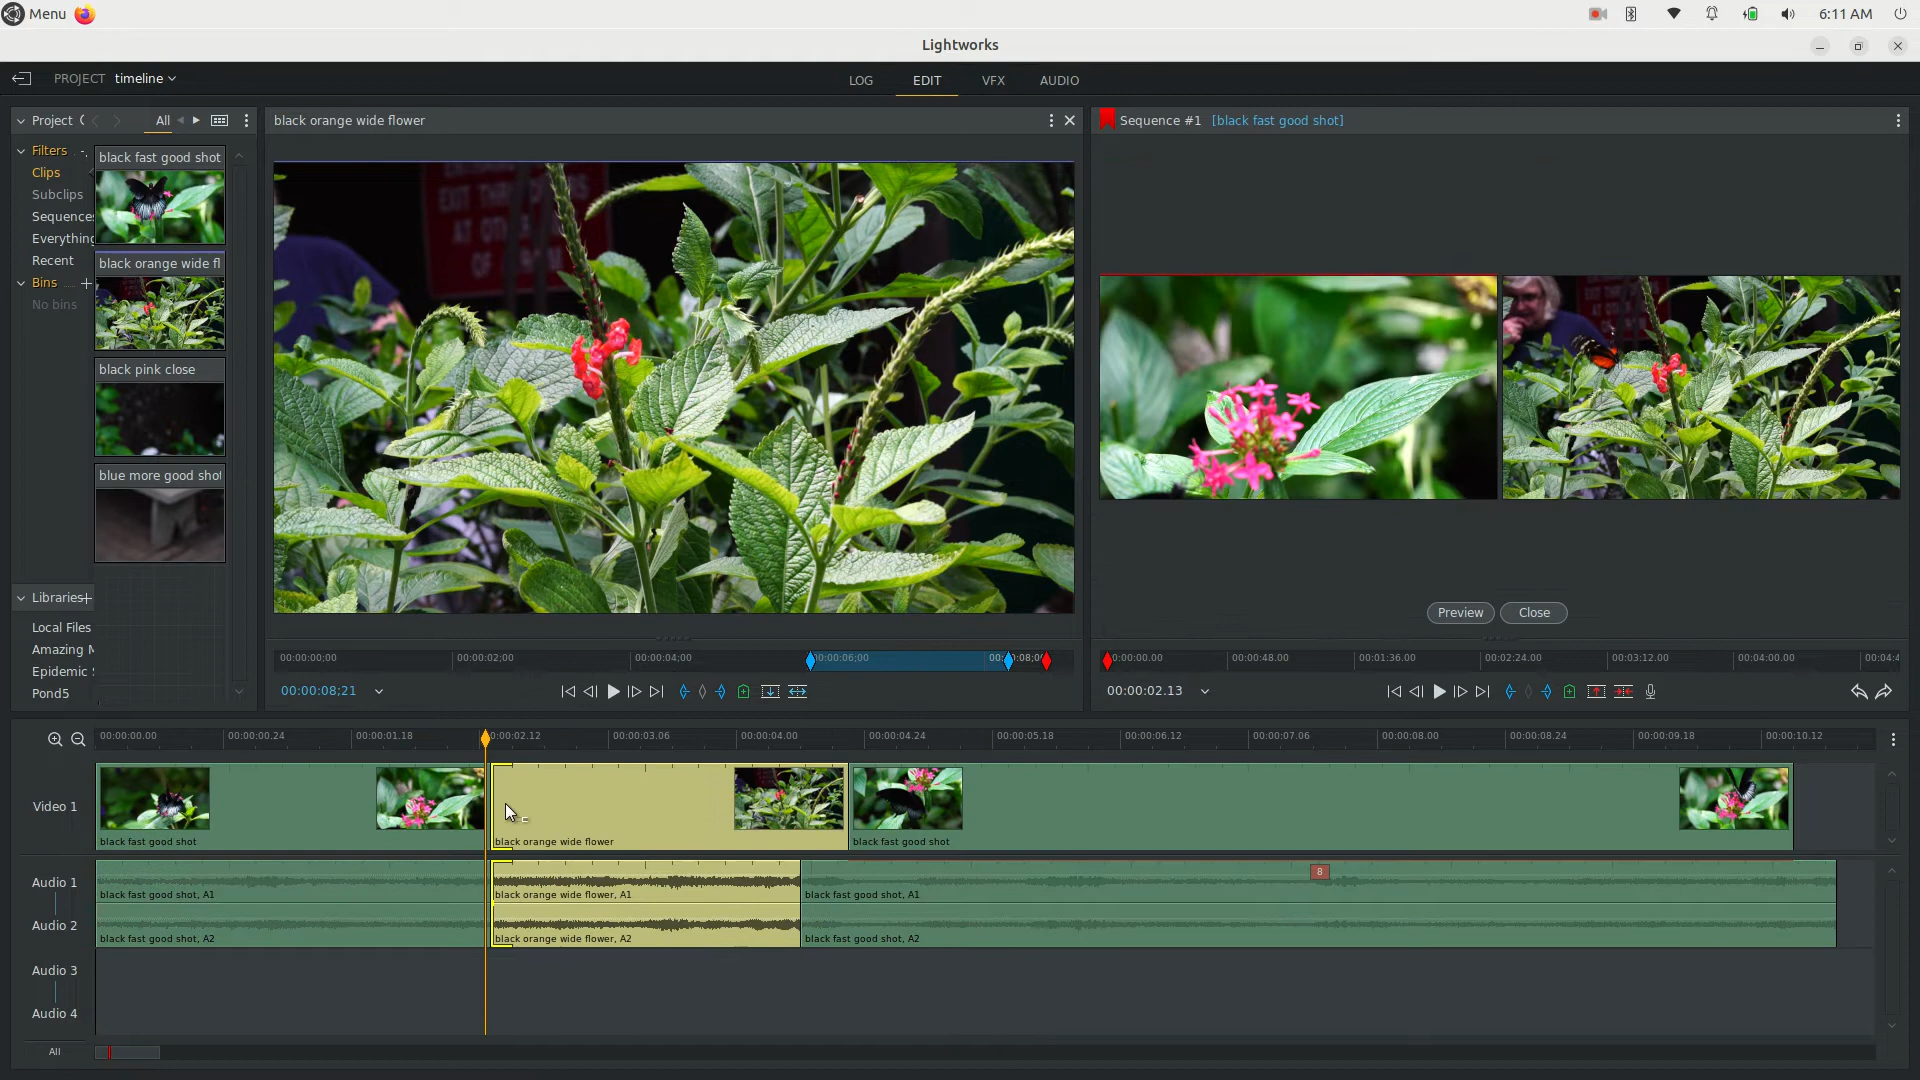 Menu
6:11 AM
Lightworks
PROJECT timeline
LOG
EDIT
VFX
AUDIO
Project
All
Filters
Clips
Subclips
Sequences
Everything
Recent
Bins
No bins
black fast good shot
black orange wide fl
black pink close
blue more good shot
Libraries
Local Files
Amazing M
Epidemic S
Pond5
black orange wide flower
EXIT
00:00:00;00
00:00:02;00
00:00:04;00
00:00:06;00
00:00:08;21
Sequence #1 [black fast good shot]
Preview
Close
0:00:00.00
00:00:48.00
00:01:36.00
00:02:24.00
00:03:12.00
00:04:00.00
00:04:4
00:00:02.13
00:00:00.00
00:00:00.24
00:00:01.18
0:00:02.12
00:00:03.06
00:00:04.00
00:00:04.24
00:00:05.18
00:00:06.12
00:00:07.06
00:00:08.00
00:00:08.24
00:00:09.18
00:00:10.12
Video 1
black fast good shot
black orange wide flower
black fast good shot
Audio 1
black fast good shot, A1
black orange wide flower, A1
black fast good shot, A1
8
Audio 2
black fast good shot, A2
black orange wide flower, A2
black fast good shot, A2
Audio 3
Audio 4
All